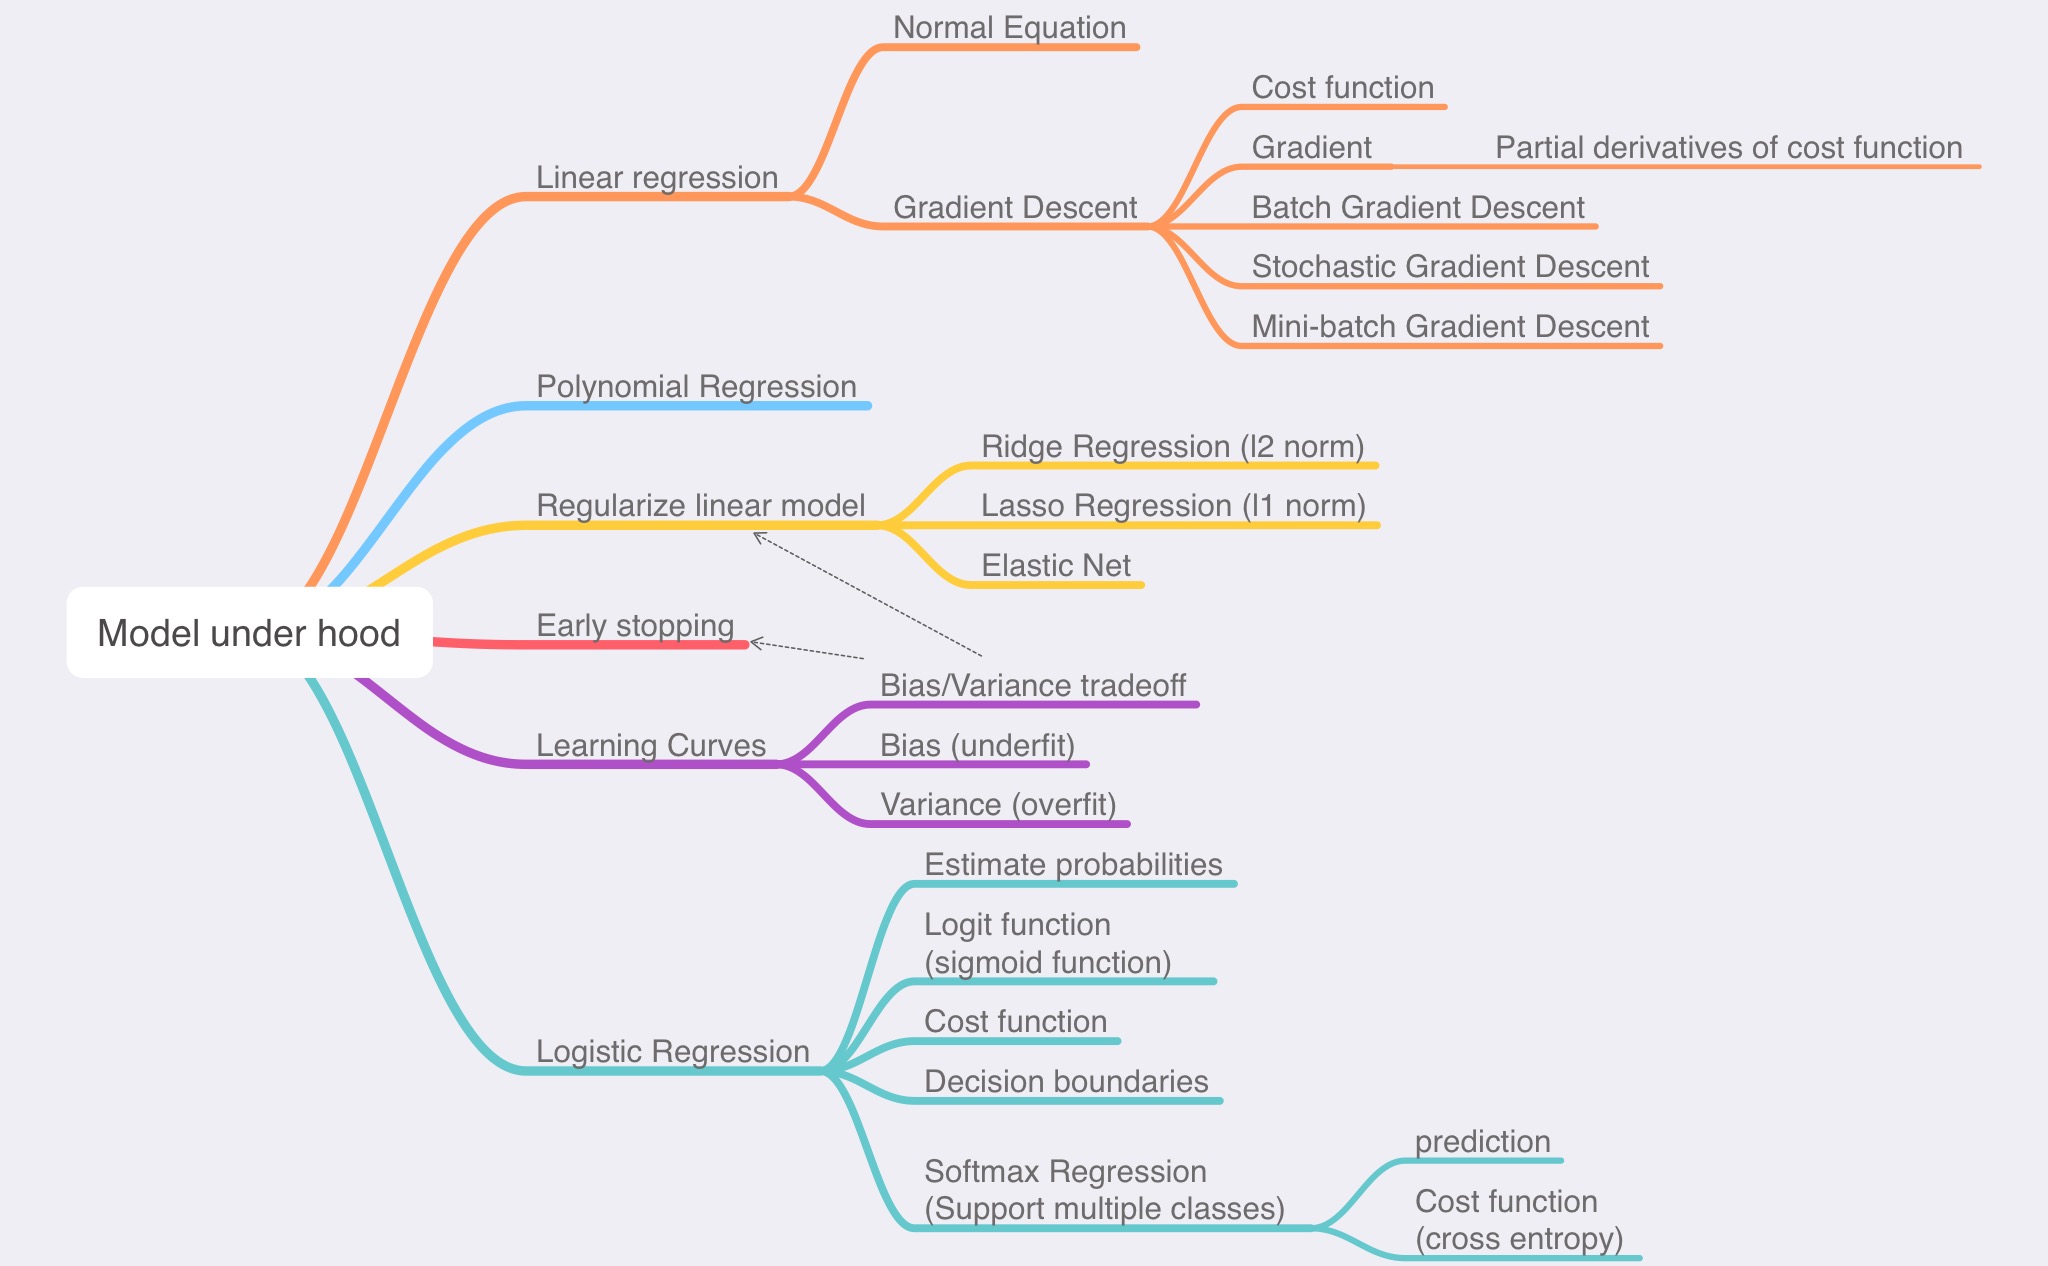 Model under hood
Linear regression
Normal Equation
Gradient Descent
Cost function
Gradient
Partial derivatives of cost function
Batch Gradient Descent
Stochastic Gradient Descent
Mini-batch Gradient Descent
Polynomial Regression
Regularize linear model
Ridge Regression (l2 norm)
Lasso Regression (l1 norm)
Elastic Net
Early stopping
Learning Curves
Bias/Variance tradeoff
Bias (underfit)
Variance (overfit)
Logistic Regression
Estimate probabilities
Logit function
(sigmoid function)
Cost function
Decision boundaries
Softmax Regression
(Support multiple classes)
prediction
Cost function
(cross entropy)